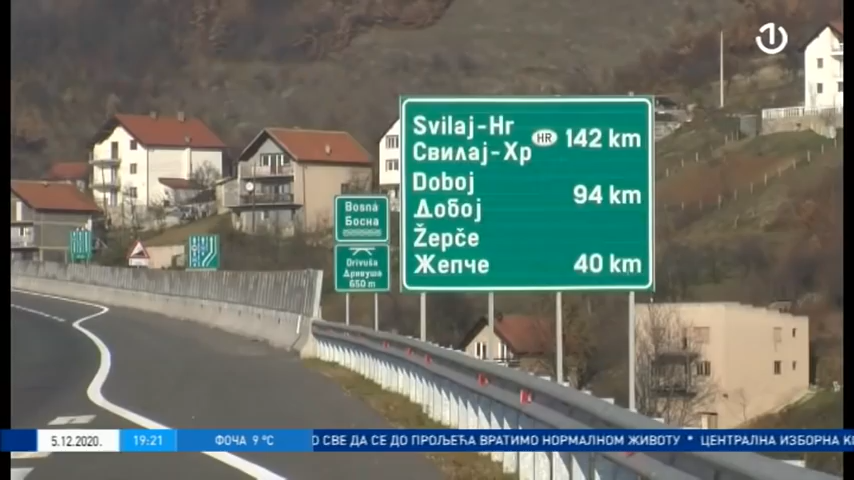 1
Svilaj-Hr
HR 142 km
Свилај-Хр
Doboj
94 km
Добој
Žepče
Жепче 40 km
Bosna
Босна
Drivuša
Дривуша
650 m
5.12.2020. 19:21 ФОЧА 9 °C О СВЕ ДА СЕ ДО ПРОЉЕЋА ВРАТИМО НОРМАЛНОМ ЖИВОТУ * ЦЕНТРАЛНА ИЗБОРНА